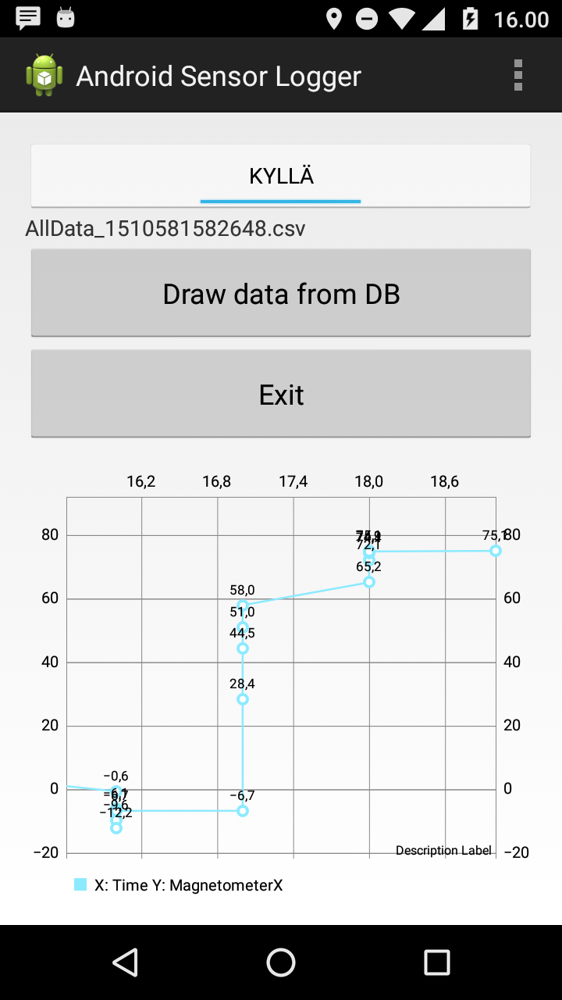 16.00
Android Sensor Logger
KYLLÄ
AllData_1510581582648.csv
Draw data from DB
Exit
16,2 16,8 17,4 18,0 18,6
80 72,1 75,1 80
65,2
60 58,0 60
51,0
44,5
40 40
28,4
20 20
−0,6
0 −6,7 0
−9,6
−12,2
−20 Description Label −20
X: Time Y: MagnetometerX